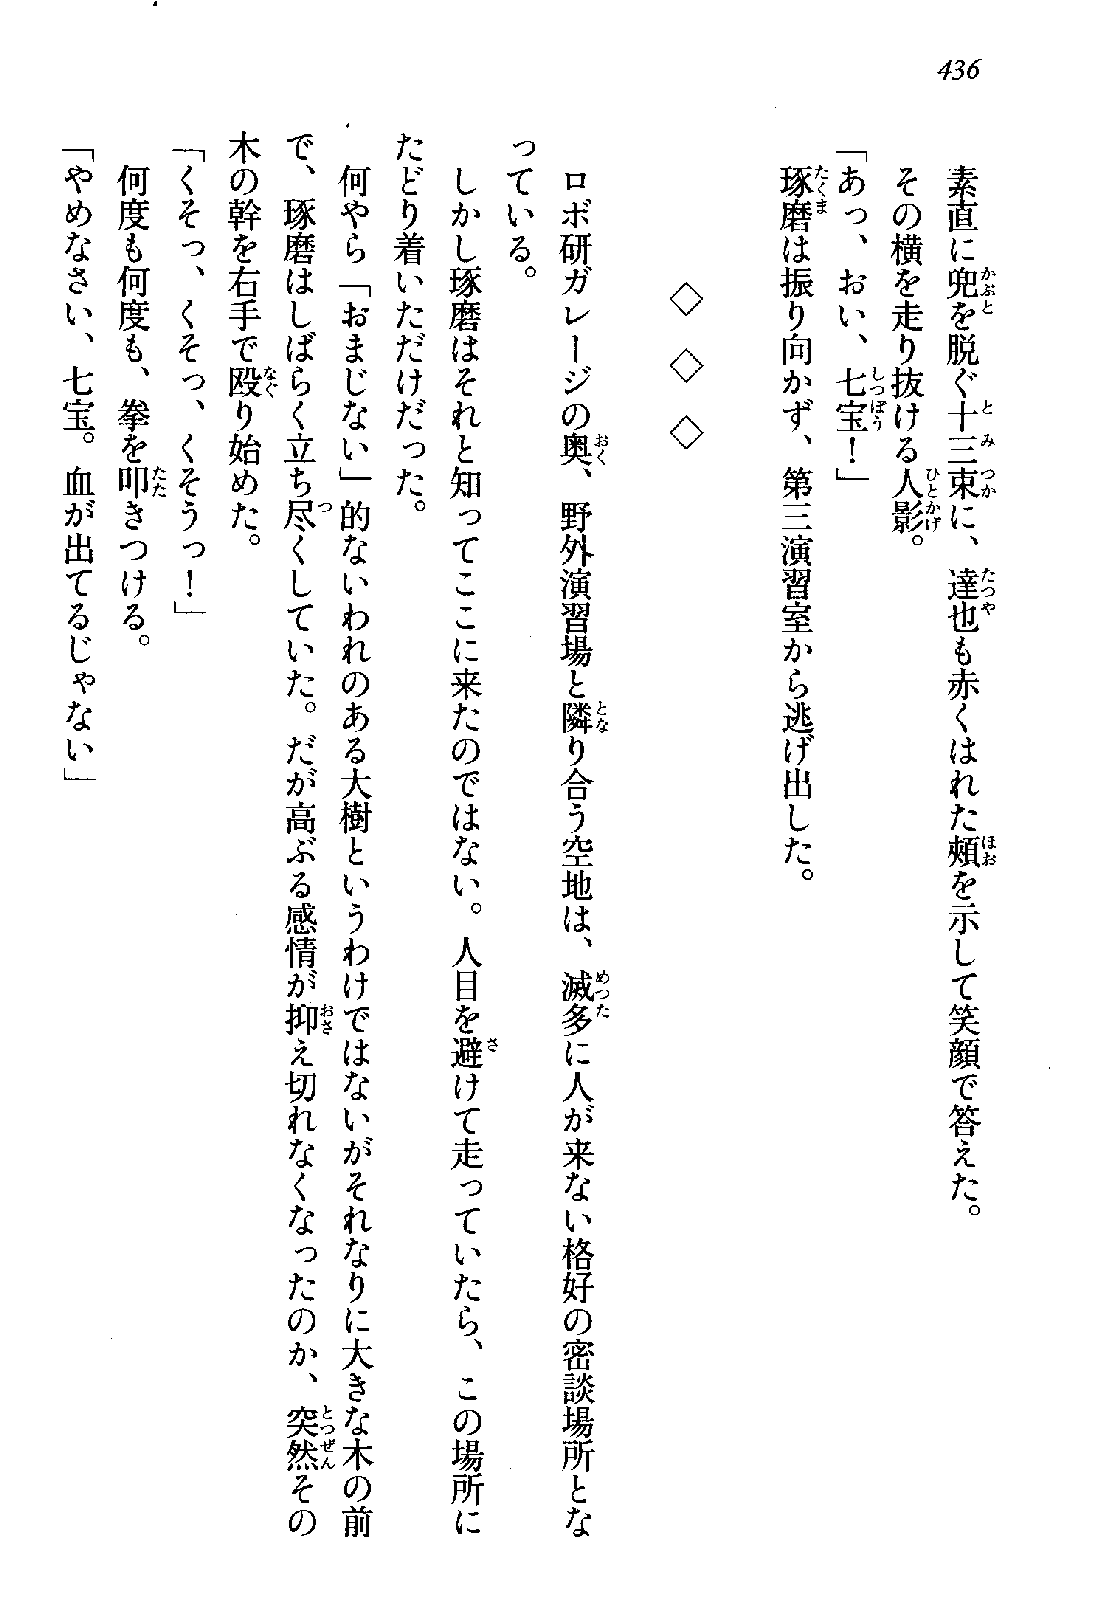 436
素直に兜を脱ぐ十三束に、達也も赤くはれた頬を示して笑顔で答えた。
その横を走り抜ける人影。
「あっ、おい、七宝！」
琢磨は振り向かず、第三演習室から逃げ出した。
◇　◇　◇
ロボ研ガレージの奥、野外演習場と隣り合う空地は、滅多に人が来ない格好の密談場所とな
っている。
しかし琢磨はそれと知ってここに来たのではない。人目を避けて走っていたら、この場所に
たどり着いただけだった。
何やら「おまじない」的ないわれのある大樹というわけではないがそれなりに大きな木の前
で、琢磨はしばらく立ち尽くしていた。だが高ぶる感情が抑え切れなくなったのか、突然その
木の幹を右手で殴り始めた。
「くそっ、くそっ、くそうっ！」
何度も何度も、拳を叩きつける。
「やめなさい、七宝。血が出てるじゃない」